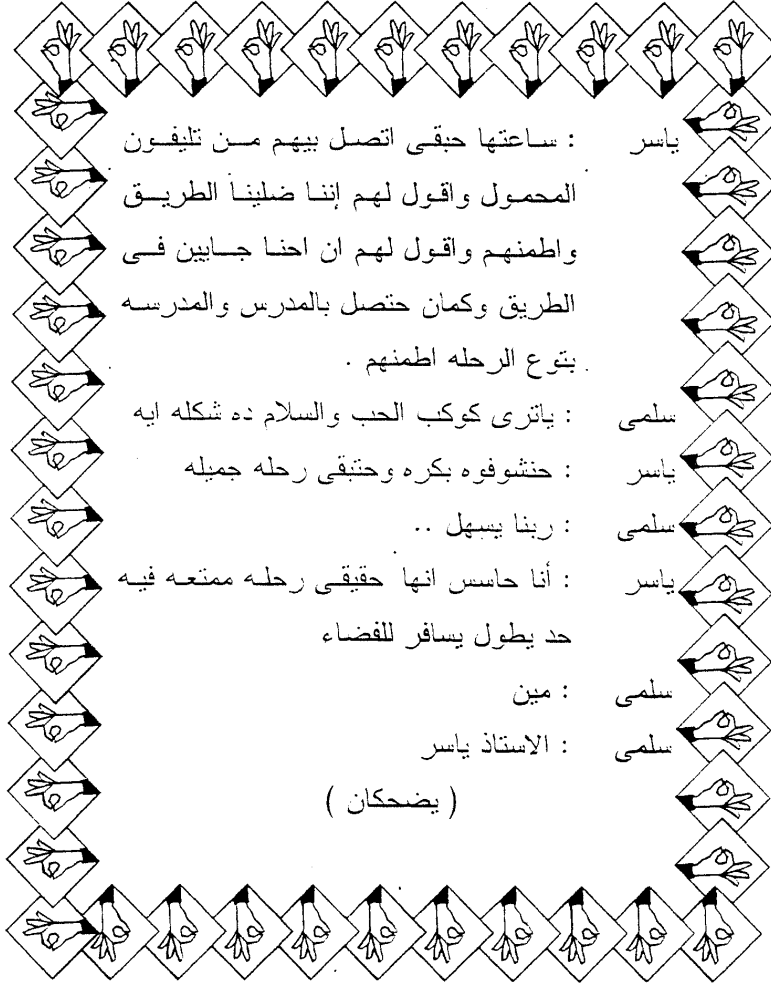 ياسر : ساعتها حبقى اتصل بيهم من تليفون
المحمول واقول لهم إننا ضلينا الطريق
واطمنهم واقول لهم ان احنا جايين فى
الطريق وكمان حتصل بالمدرس والمدرسه
بتوع الرحله اطمنهم .
سلمى : ياترى كوكب الحب والسلام ده شكله ايه
ياسر : حنشوفوه بكره وحتبقى رحله جميله
سلمى : ربنا يسهل ..
ياسر : أنا حاسس انها حقيقى رحله ممتعه فيه
حد يطول يسافر للفضاء
سلمى : مين
سلمى : الاستاذ ياسر
( يضحكان )